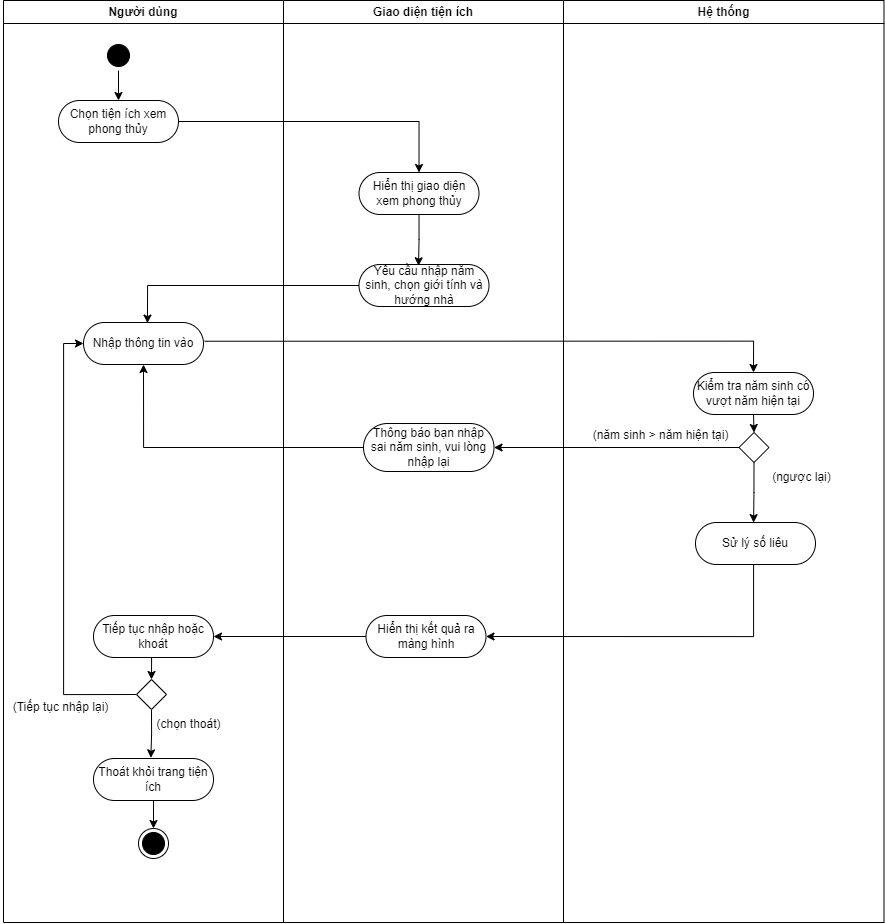 Người dùng
Giao diện tiện ích
Hệ thống
Chọn tiện ích xem
phong thủy
Hiển thị giao diện
xem phong thủy
Yêu cầu nhập năm
sinh, chọn giới tính và
hướng nhà
Nhập thông tin vào
Kiểm tra năm sinh có
vượt năm hiện tại
(năm sinh > năm hiện tại)
Thông báo bạn nhập
sai năm sinh, vui lòng
nhập lại
(ngược lại)
Sử lý số liêu
Hiển thị kết quả ra
màng hình
Tiếp tục nhập hoặc
khoát
(Tiếp tục nhập lại)
(chọn thoát)
Thoát khỏi trang tiện
ích